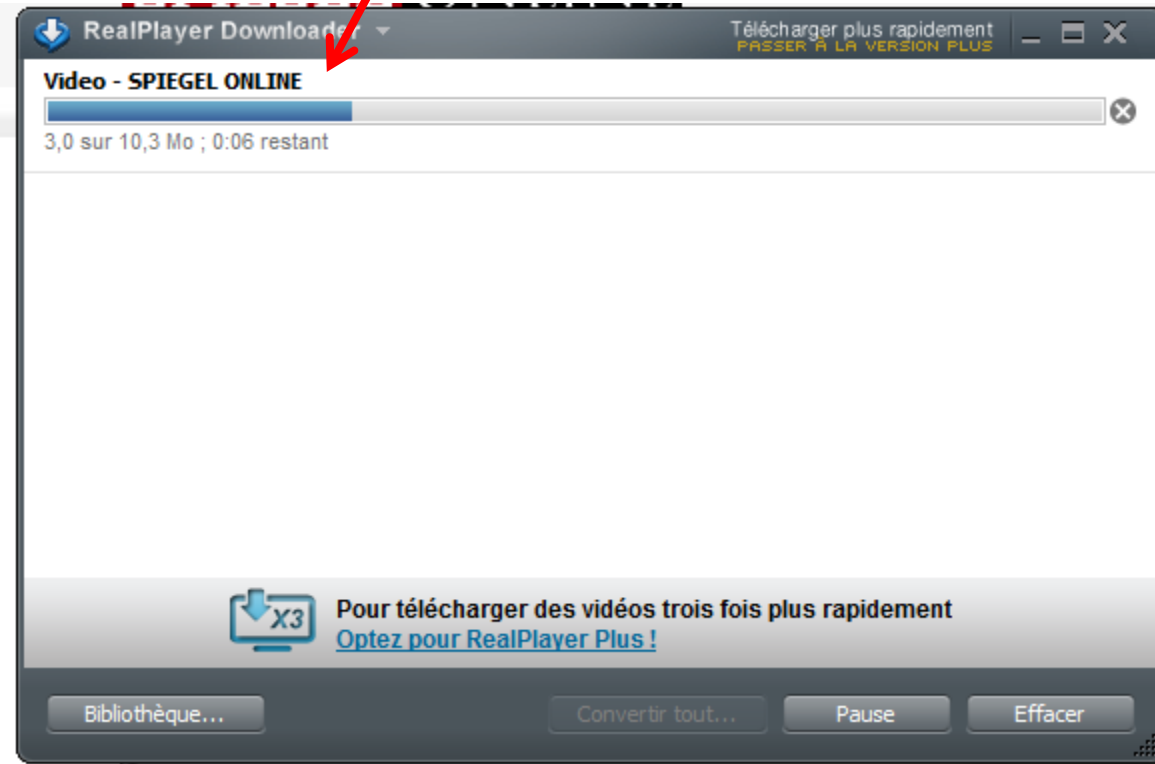 RealPlayer Downloader
Télécharger plus rapidement
PASSER À LA VERSION PLUS
Video - SPIEGEL ONLINE
3,0 sur 10,3 Mo ; 0:06 restant
X3
Pour télécharger des vidéos trois fois plus rapidement
Optez pour RealPlayer Plus !
Bibliothèque...
Convertir tout...
Pause
Effacer